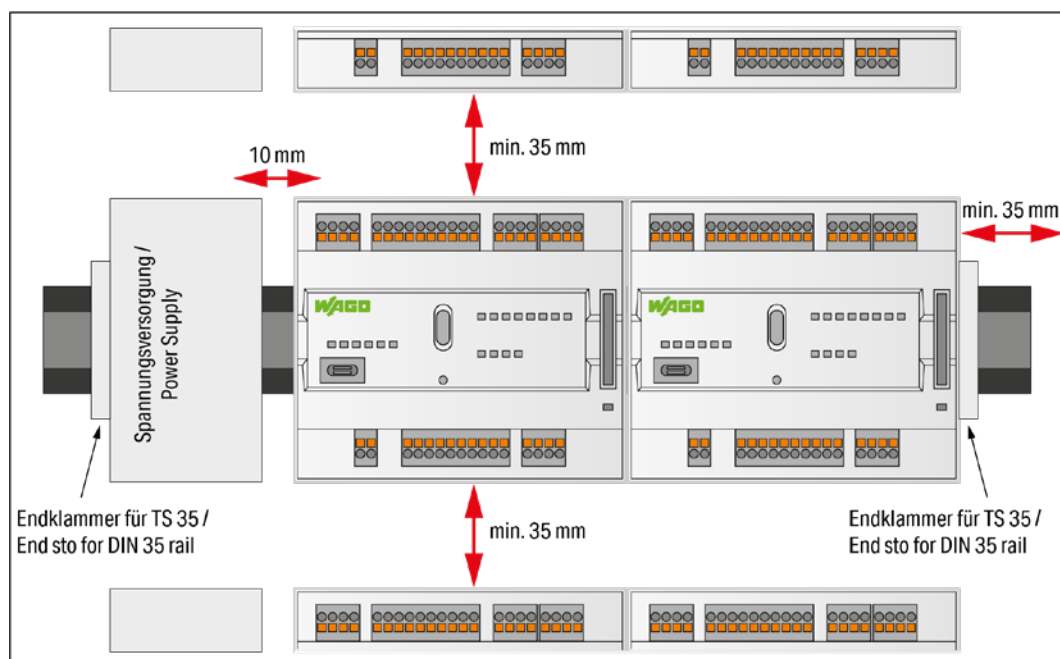 min. 35 mm
10 mm
min. 35 mm
Spannungsversorgung /
Power Supply
WAGO
WAGO
min. 35 mm
Endklammer für TS 35 /
End sto for DIN 35 rail
Endklammer für TS 35 /
End sto for DIN 35 rail